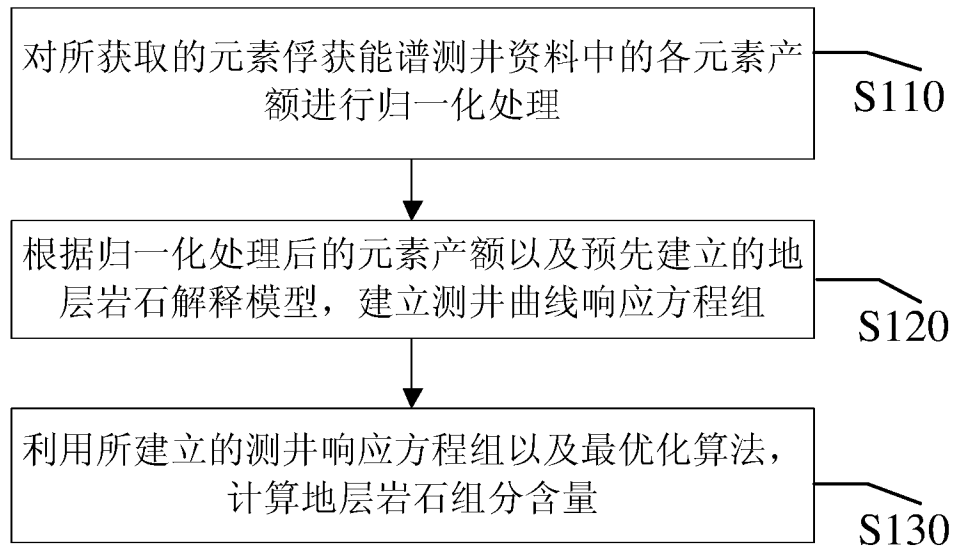 对所获取的元素俘获能谱测井资料中的各元素产
额进行归一化处理
S110
根据归一化处理后的元素产额以及预先建立的地
层岩石解释模型，建立测井曲线响应方程组
S120
利用所建立的测井响应方程组以及最优化算法，
计算地层岩石组分含量
S130